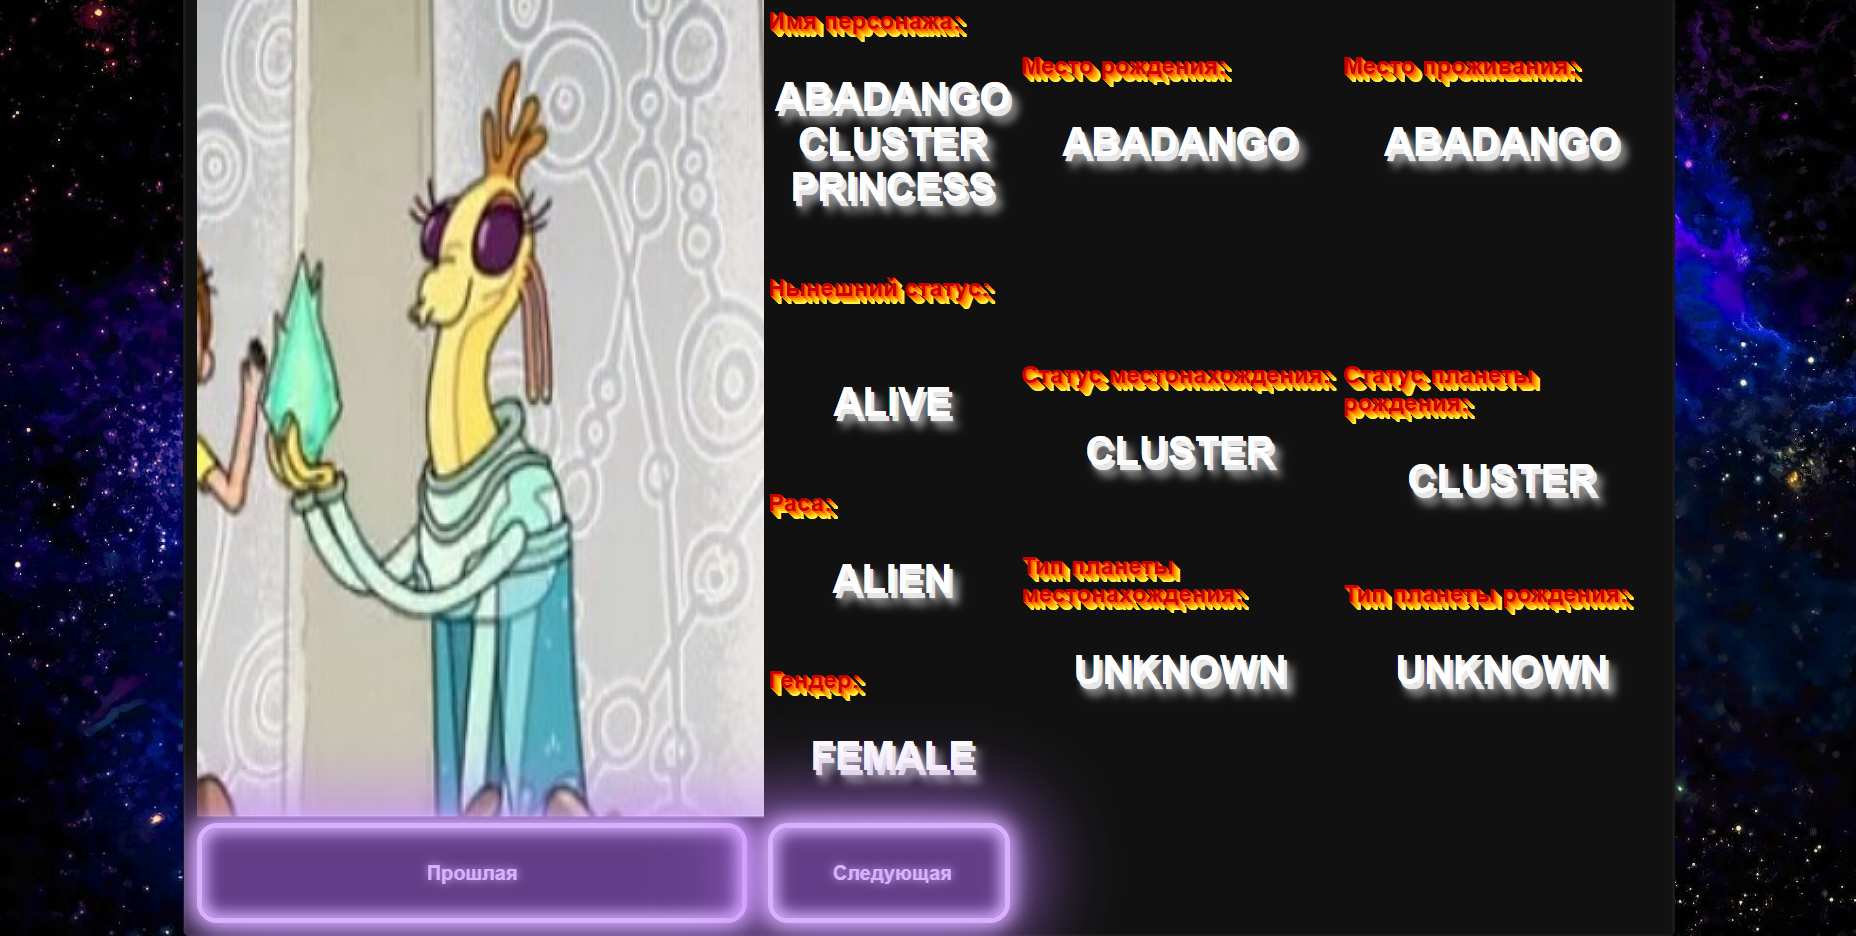 Имя персонажа:
ABADANGO
CLUSTER
PRINCESS
Нынешний статус:
ALIVE
Раса:
ALIEN
Гендер:
FEMALE
Место рождения:
ABADANGO
Статус местонахождения:
CLUSTER
Тип планеты
местонахождения:
UNKNOWN
Место проживания:
ABADANGO
Статус планеты
рождения:
CLUSTER
Тип планеты рождения:
UNKNOWN
Прошлая
Следующая